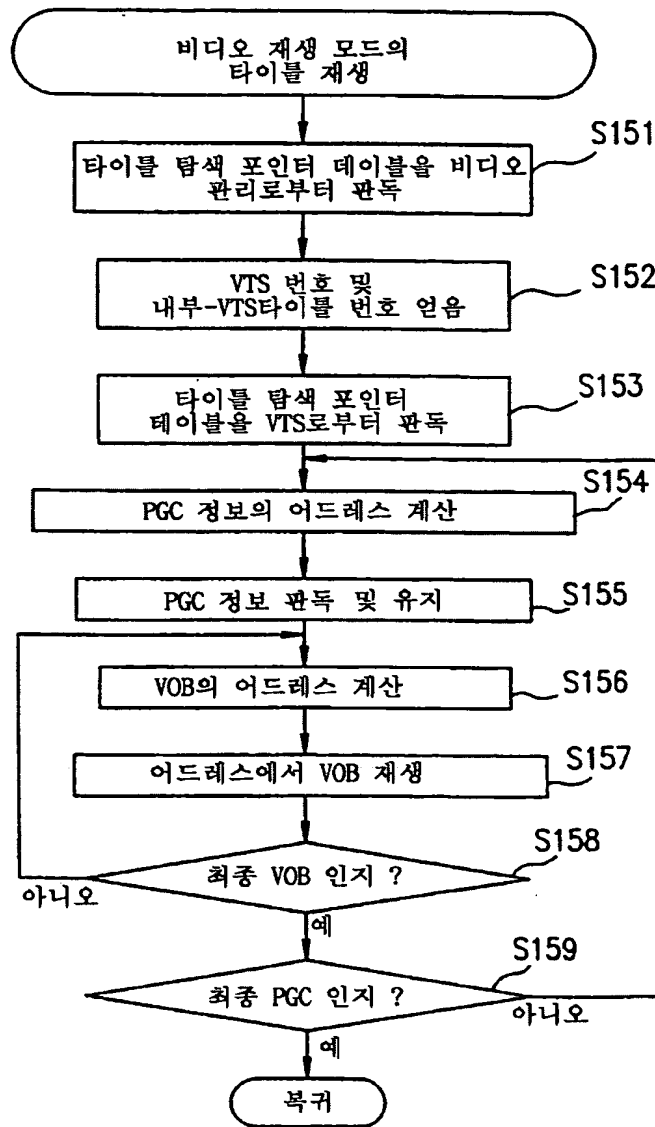 비디오 재생 모드의
타이틀 재생
S151
타이틀 탐색 포인터 데이블을 비디오
관리로부터 판독
S152
VTS 번호 및
내부-VTS타이틀 번호 얻음
S153
타이틀 탐색 포인터
테이블을 VTS로부터 판독
S154
PGC 정보의 어드레스 계산
S155
PGC 정보 판독 및 유지
S156
VOB의 어드레스 계산
S157
어드레스에서 VOB 재생
S158
최종 VOB 인지 ?
아니오
예
S159
최종 PGC 인지 ?
아니오
예
복귀